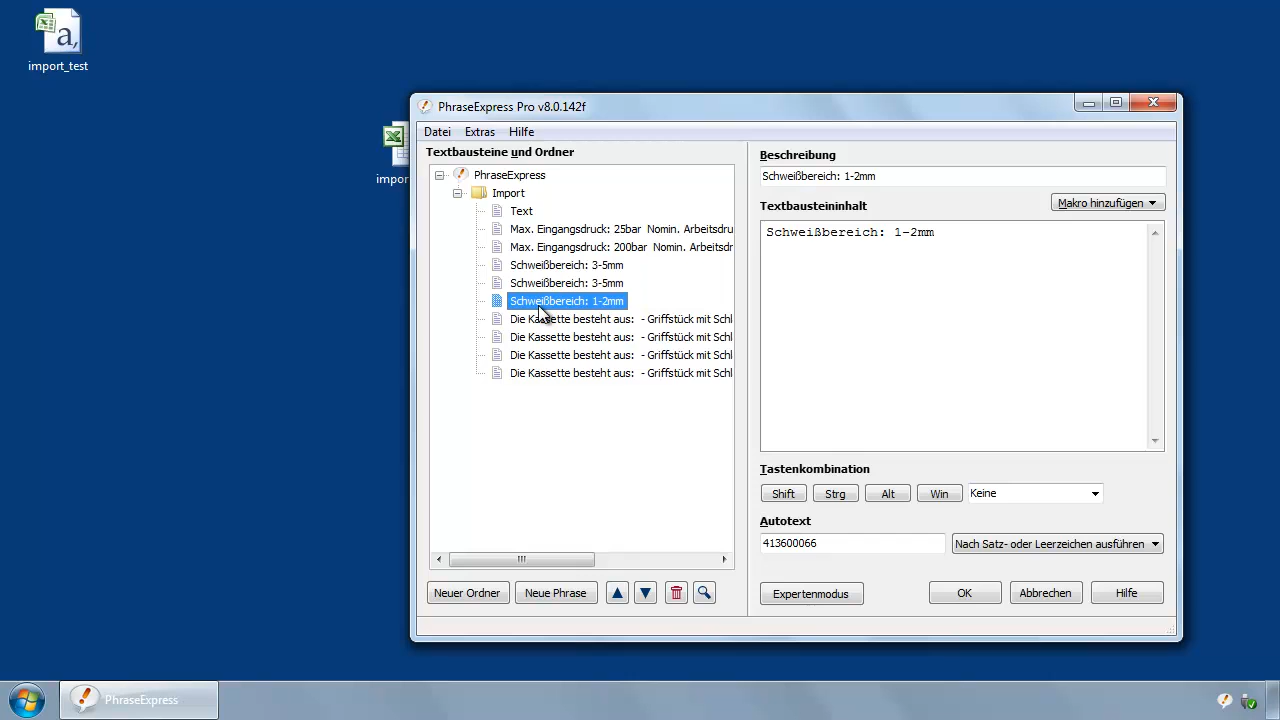 import_test
impor
PhraseExpress Pro v8.0.142f
Datei Extras Hilfe
Textbausteine und Ordner
PhraseExpress
Import
Text
Max. Eingangsdruck: 25bar Nomin. Arbeitsdru
Max. Eingangsdruck: 200bar Nomin. Arbeitsdr
Schweißbereich: 3-5mm
Schweißbereich: 3-5mm
Schweißbereich: 1-2mm
Die Kassette besteht aus: - Griffstück mit Schl
Die Kassette besteht aus: - Griffstück mit Schl
Die Kassette besteht aus: - Griffstück mit Schl
Die Kassette besteht aus: - Griffstück mit Schl
Neuer Ordner Neue Phrase
Beschreibung
Schweißbereich: 1-2mm
Textbausteininhalt Makro hinzufügen
Schweißbereich: 1-2mm
Tastenkombination
Shift Strg Alt Win Keine
Autotext
413600066 Nach Satz- oder Leerzeichen ausführen
Expertenmodus OK Abbrechen Hilfe
PhraseExpress